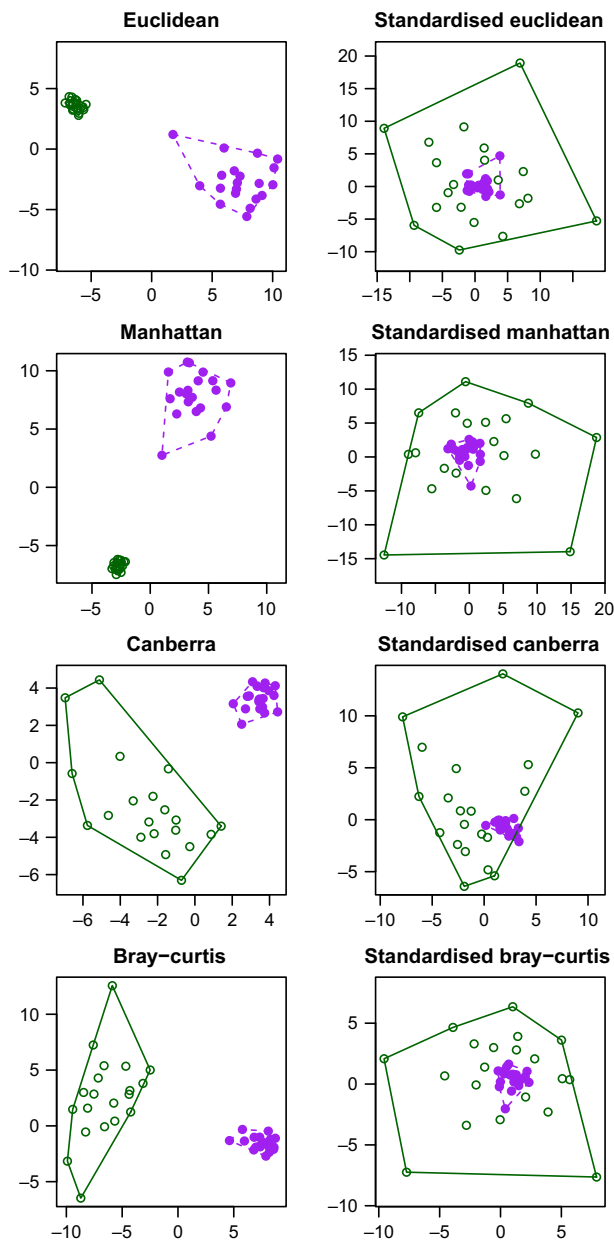 Euclidean
5
0
−5
−10
−5 0 5 10
Standardised euclidean
20
15
10
5
0
−5
−10
−15 −5 0 5 10
Manhattan
10
5
0
−5
−5 0 5 10
Standardised manhattan
15
10
5
0
−5
−10
−15
−10 0 5 10 15 20
Canberra
4
2
0
−2
−4
−6
−6 −4 −2 0 2 4
Standardised canberra
10
5
0
−5
−10 −5 0 5 10
Bray−curtis
10
5
0
−5
−10 −5 0 5
Standardised bray−curtis
5
0
−5
−10
−10 −5 0 5